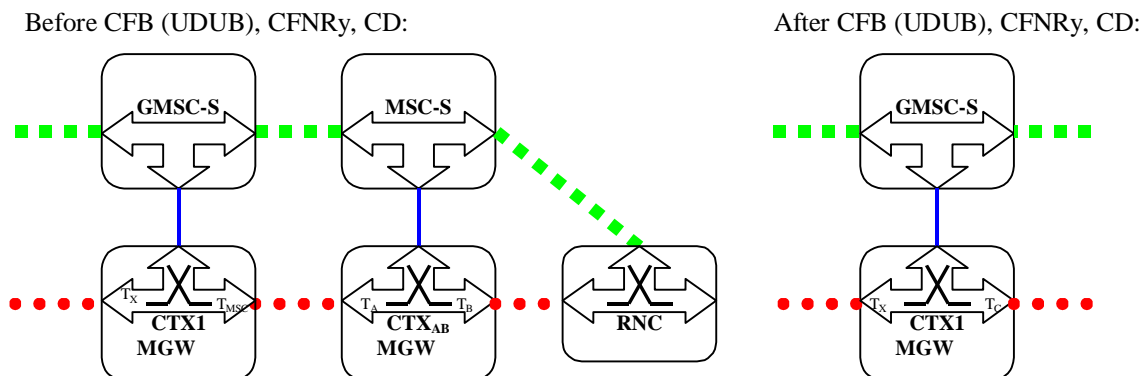 Before CFB (UDUB), CFNRy, CD:
After CFB (UDUB), CFNRy, CD:
GMSC-S
MSC-S
GMSC-S
TX
TMSC
CTX1
MGW
TA
TB
CTXAB
MGW
RNC
TX
TC
CTX1
MGW